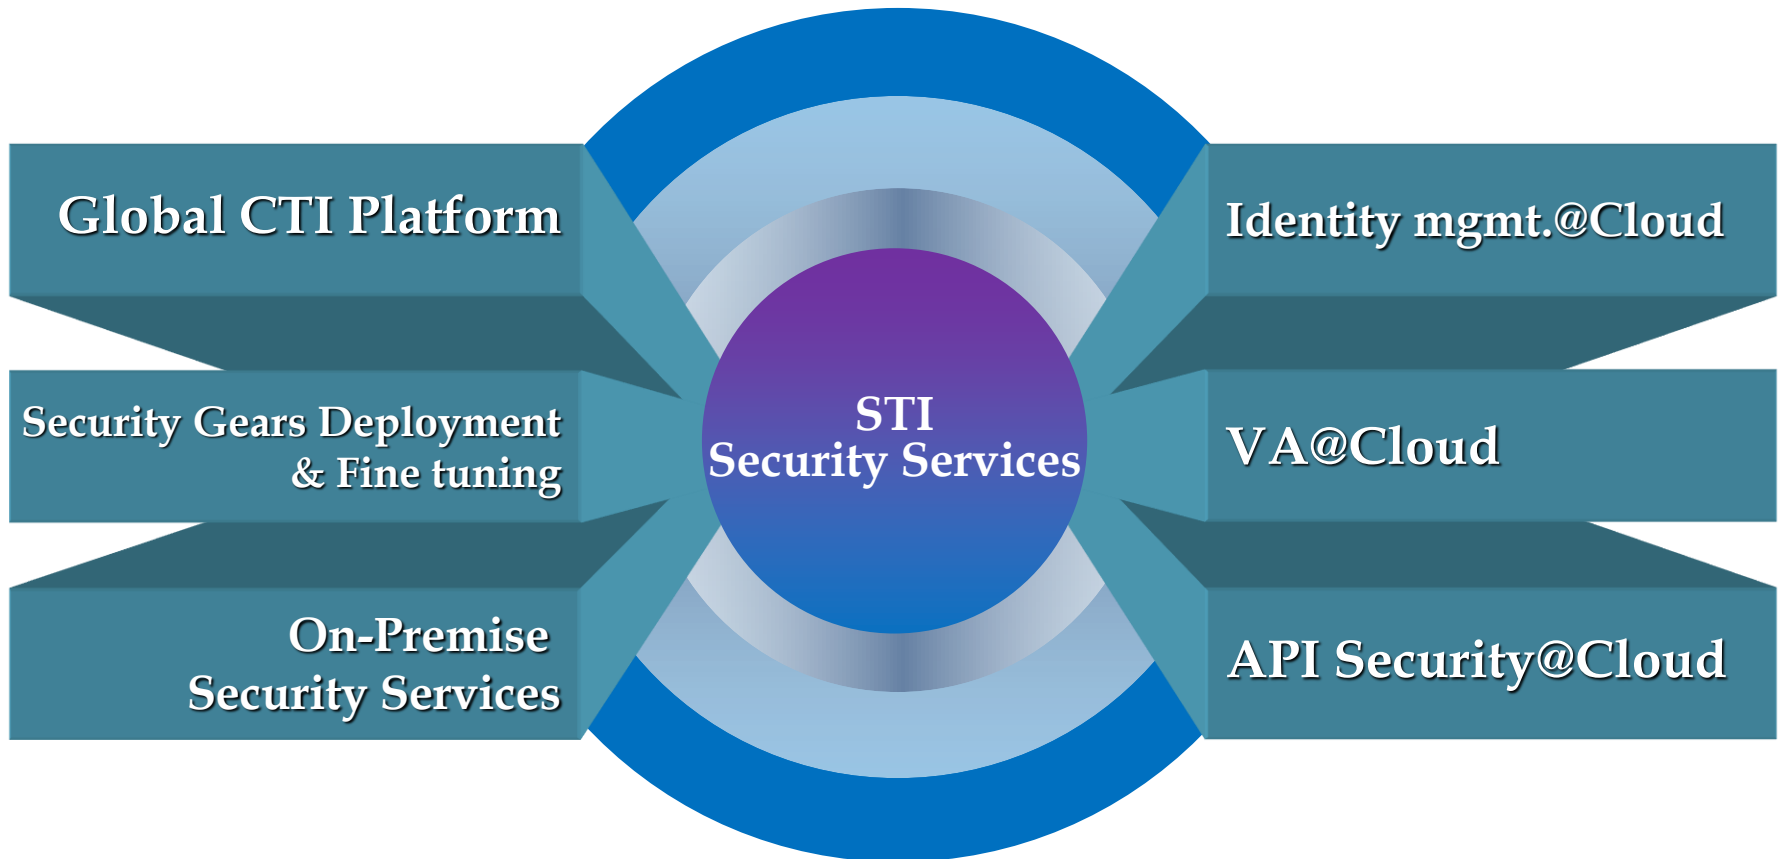 Global CTI Platform
Security Gears Deployment
& Fine tuning
On-Premise
Security Services
STI
Security Services
Identity mgmt.@Cloud
VA@Cloud
API Security@Cloud